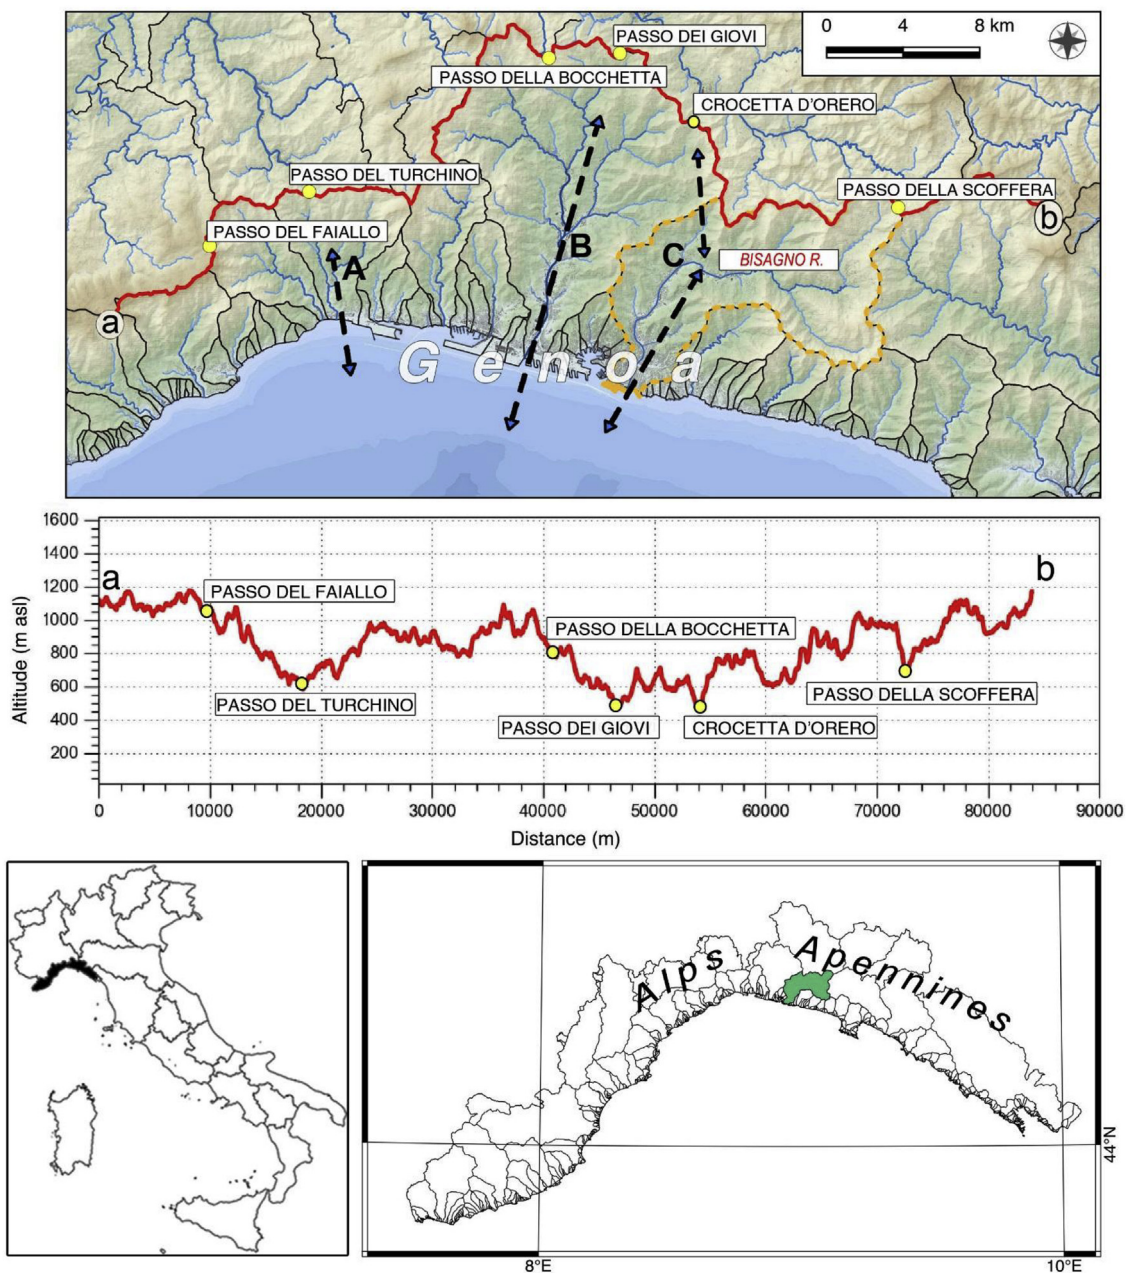 0 4 8 km
PASSO DEI GIOVI
PASSO DELLA BOCCHETTA
CROCETTA D'ORERO
PASSO DEL TURCHINO
PASSO DELLA SCOFFERA
b
PASSO DEL FAIALLO
A
B
C
BISAGNO R.
a
Genoa
1600
1400
1200
1000
800
600
400
200
Altitude (m asl)
a
b
PASSO DEL FAIALLO
PASSO DELLA BOCCHETTA
PASSO DEL TURCHINO
PASSO DEI GIOVI
CROCETTA D'ORERO
PASSO DELLA SCOFFERA
0 10000 20000 30000 40000 50000 60000 70000 80000 90000
Distance (m)
Alps
Apennines
44°N
8°E
10°E